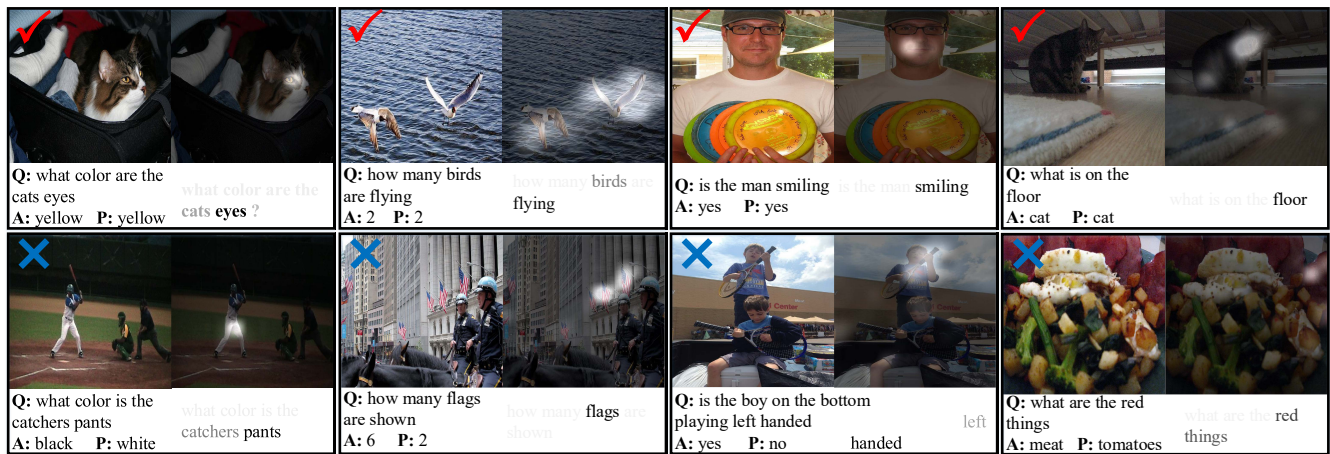 Q: what color are the
cats eyes
A: yellow P: yellow
what color are the
cats eyes ?
Q: how many birds
are flying
A: 2 P: 2
how many birds are
flying
Q: is the man smiling
A: yes P: yes
is the man smiling
Q: what is on the
floor
A: cat P: cat
what is on the floor
Q: what color is the
catchers pants
A: black P: white
what color is the
catchers pants
Q: how many flags
are shown
A: 6 P: 2
how many flags are
shown
Center
Q: is the boy on the bottom
playing left handed
A: yes P: no
left
handed
Q: what are the red
things
A: meat P: tomatoes
what are the red
things